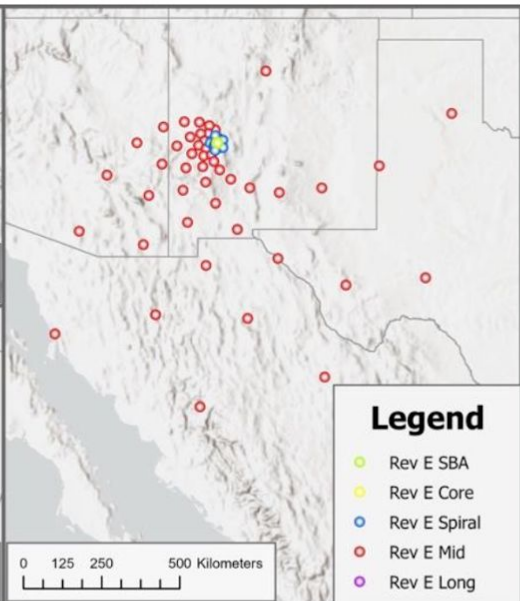 Legend
Rev E SBA
Rev E Core
Rev E Spiral
Rev E Mid
Rev E Long
0 125 250 500 Kilometers